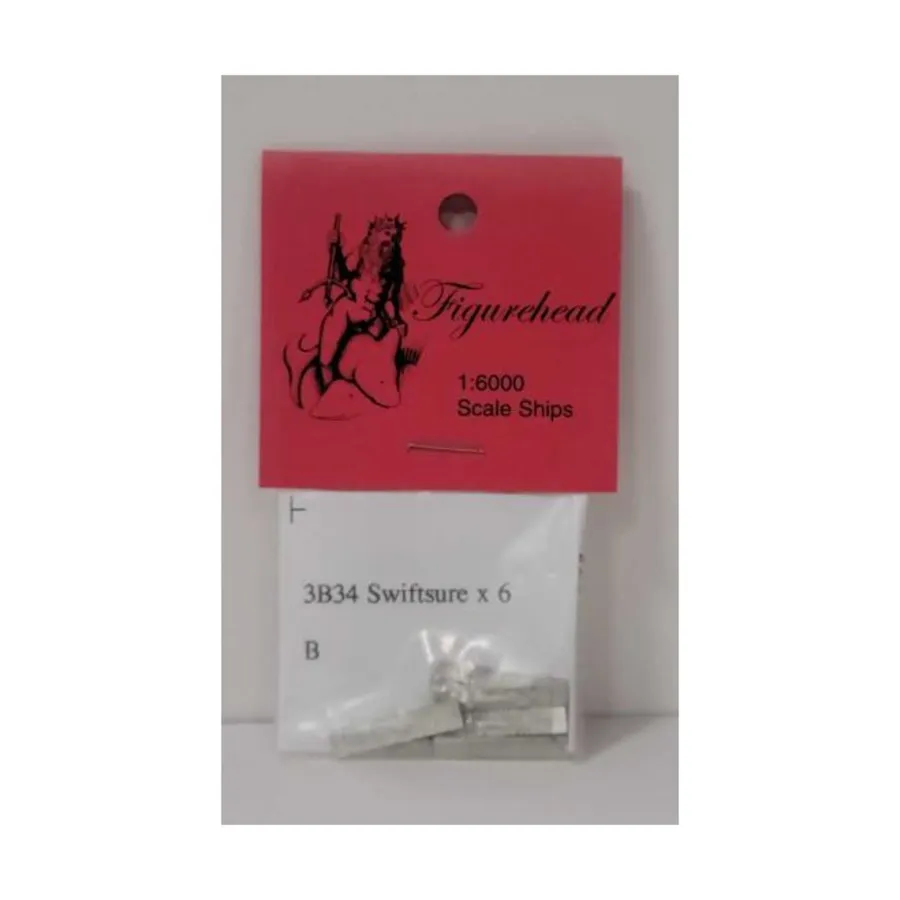 Figurehead
1:6000
Scale Ships
3B34 Swiftsure x 6
B